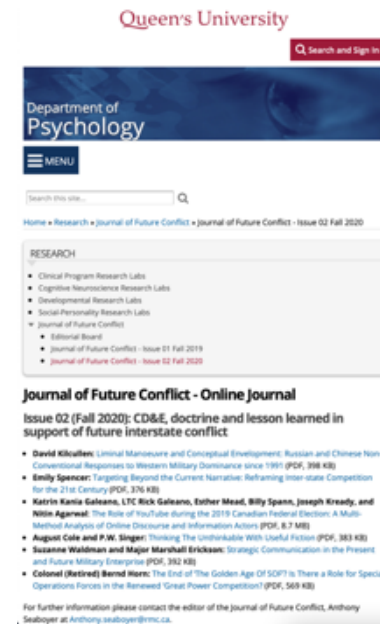 Queen's University
Search and Sign In
Department of
Psychology
MENU
Search this site...
Home » Research » Journal of Future Conflict » Journal of Future Conflict - Issue 02 Fall 2020
RESEARCH
Clinical Program Research Labs
Cognitive Neuroscience Research Labs
Developmental Research Labs
Social-Personality Research Labs
Journal of Future Conflict
Editorial Board
Journal of Future Conflict - Issue 01 Fall 2019
Journal of Future Conflict - Issue 02 Fall 2020
Journal of Future Conflict - Online Journal
Issue 02 (Fall 2020): CD&E, doctrine and lesson learned in
support of future interstate conflict
David Kilcullen: Liminal Manoeuvre and Conceptual Envelopment: Russian and Chinese Non-
Conventional Responses to Western Military Dominance since 1991 (PDF, 398 KB)
Emily Spencer: Targeting Beyond the Current Narrative: Reframing Inter-state Competition
for the 21st Century (PDF, 376 KB)
Katrin Kania Galeano, LTC Rick Galeano, Esther Mead, Billy Spann, Joseph Kready, and
Nitin Agarwal: The Role of YouTube during the 2019 Canadian Federal Election: A Multi-
Method Analysis of Online Discourse and Information Actors (PDF, 8.7 MB)
August Cole and P.W. Singer: Thinking The Unthinkable With Useful Fiction (PDF, 383 KB)
Suzanne Waldman and Major Marshall Erickson: Strategic Communication in the Present
and Future Military Enterprise (PDF, 392 KB)
Colonel (Retired) Bernd Horn: The End of 'The Golden Age Of SOF'? Is There a Role for Specia
Operations Forces in the Renewed 'Great Power Competition'? (PDF, 569 KB)
For further information please contact the editor of the Journal of Future Conflict, Anthony
Seaboyer at Anthony.seaboyer@rmc.ca.